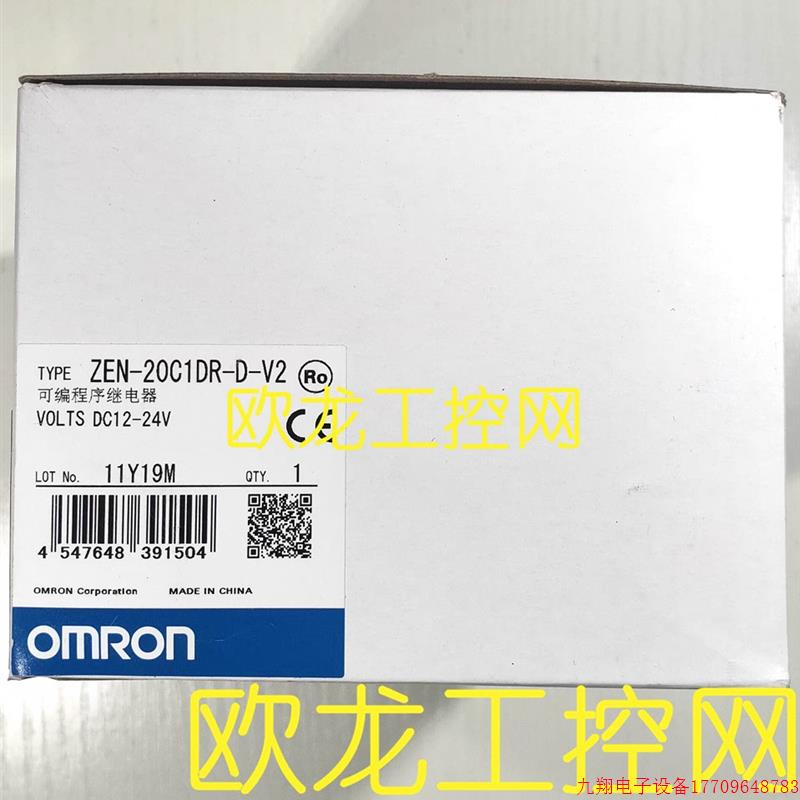 TYPE ZEN-20C1DR-D-V2 Ro
可编程序继电器
VOLTS DC12-24V
CE
欧龙工控网
LOT No. 11Y19M QTY. 1
4 547648 391504
OMRON Corporation MADE IN CHINA
OMRON
欧龙工控网
九翔电子设备17709648783